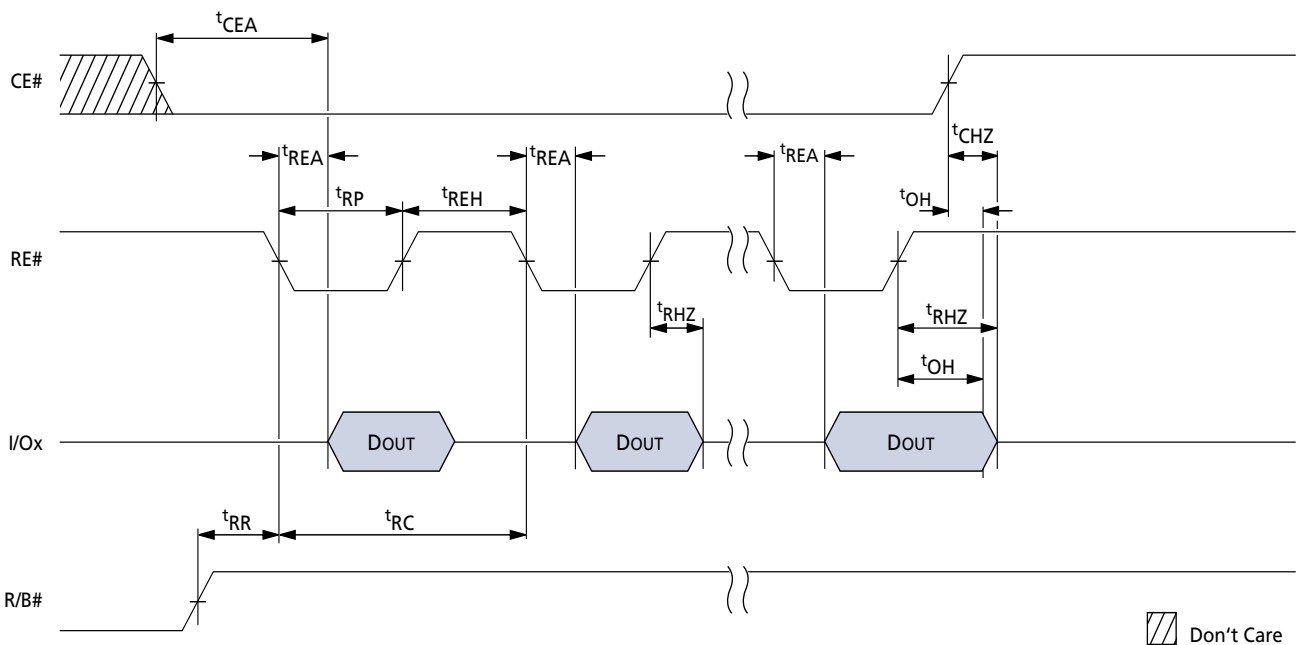 tCEA
CE#
tCHZ
tREA
tREA
tREA
tRP
tREH
tOH
RE#
tRHZ
tRHZ
tOH
I/Ox
DOUT
DOUT
DOUT
tRR
tRC
R/B#
Don't Care